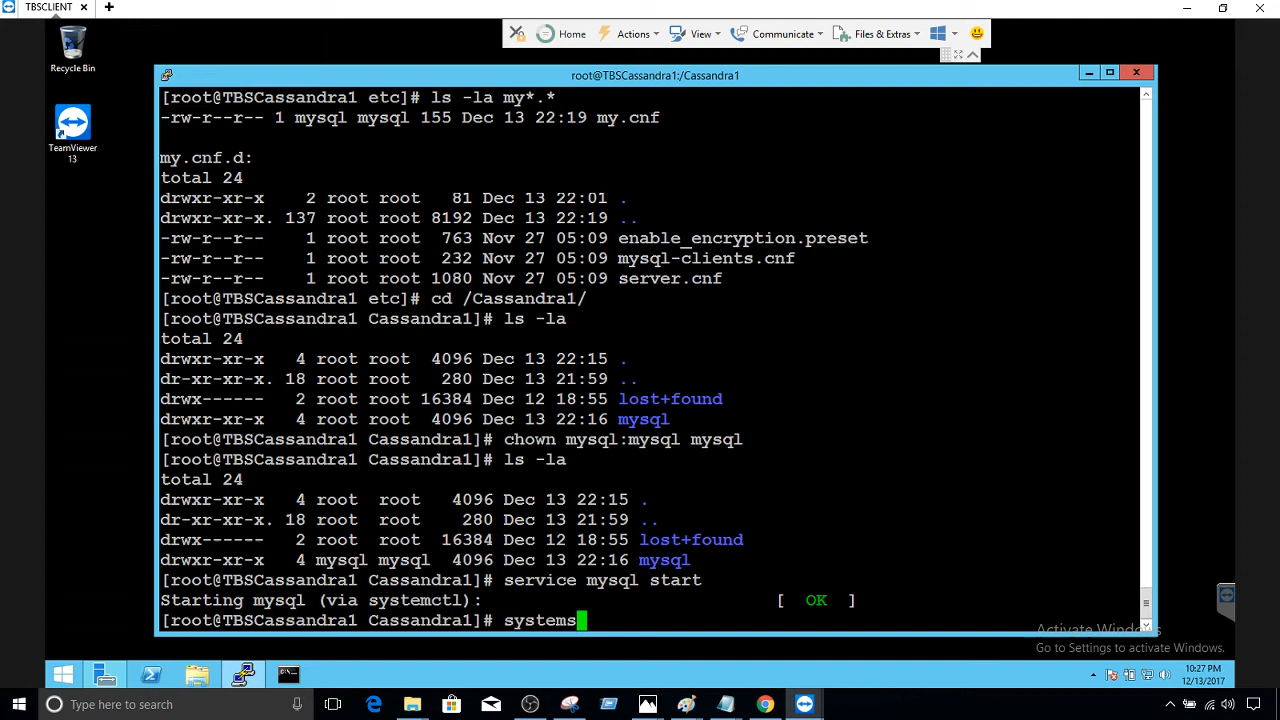 TBSCLIENT × +
Home Actions View Communicate Files & Extras
Recycle Bin
TeamViewer
13
root@TBSCassandra1:/Cassandra1
[root@TBSCassandra1 etc]# ls -la my*.*
-rw-r--r-- 1 mysql mysql 155 Dec 13 22:19 my.cnf
my.cnf.d:
total 24
drwxr-xr-x 2 root root 81 Dec 13 22:01 .
drwxr-xr-x. 137 root root 8192 Dec 13 22:19 ..
-rw-r--r-- 1 root root 763 Nov 27 05:09 enable_encryption.preset
-rw-r--r-- 1 root root 232 Nov 27 05:09 mysql-clients.cnf
-rw-r--r-- 1 root root 1080 Nov 27 05:09 server.cnf
[root@TBSCassandra1 etc]# cd /Cassandra1/
[root@TBSCassandra1 Cassandra1]# ls -la
total 24
drwxr-xr-x 4 root root 4096 Dec 13 22:15 .
dr-xr-xr-x. 18 root root 280 Dec 13 21:59 ..
drwx------ 2 root root 16384 Dec 12 18:55 lost+found
drwxr-xr-x 4 root root 4096 Dec 13 22:16 mysql
[root@TBSCassandra1 Cassandra1]# chown mysql:mysql mysql
[root@TBSCassandra1 Cassandra1]# ls -la
total 24
drwxr-xr-x 4 root root 4096 Dec 13 22:15 .
dr-xr-xr-x. 18 root root 280 Dec 13 21:59 ..
drwx------ 2 root root 16384 Dec 12 18:55 lost+found
drwxr-xr-x 4 mysql mysql 4096 Dec 13 22:16 mysql
[root@TBSCassandra1 Cassandra1]# service mysql start
Starting mysql (via systemctl): [ OK ]
[root@TBSCassandra1 Cassandra1]# systems
Activate Windows
Go to Settings to activate Windows.
10:27 PM
12/13/2017
Type here to search
10:27 PM